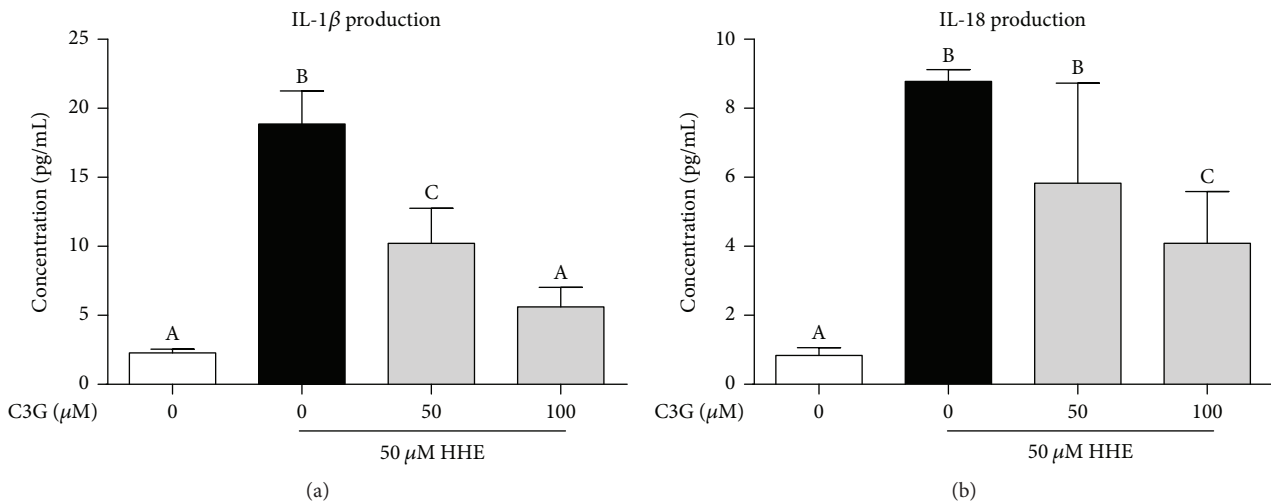 IL-1β production
25
20
15
10
5
0
Concentration (pg/mL)
A
B
C
A
C3G (μM)
0
0
50
100
50 μM HHE
(a)
IL-18 production
10
8
6
4
2
0
Concentration (pg/mL)
A
B
B
C
C3G (μM)
0
0
50
100
50 μM HHE
(b)